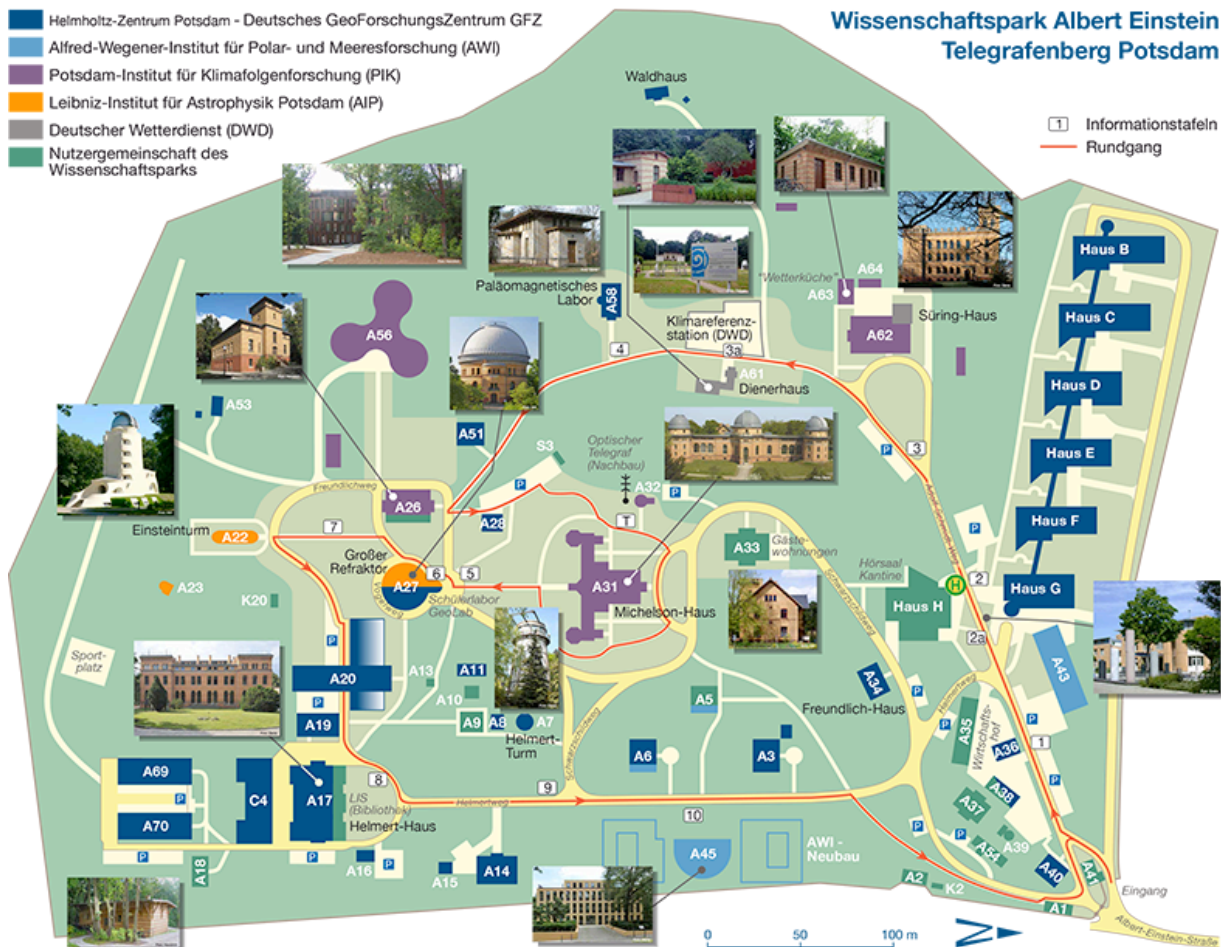 Helmholtz-Zentrum Potsdam - Deutsches GeoForschungsZentrum GFZ
Alfred-Wegener-Institut für Polar- und Meeresforschung (AWI)
Potsdam-Institut für Klimafolgenforschung (PIK)
Leibniz-Institut für Astrophysik Potsdam (AIP)
Deutscher Wetterdienst (DWD)
Nutzergemeinschaft des
Wissenschaftsparks
Wissenschaftspark Albert Einstein
Telegrafenberg Potsdam
1 Informationstafeln
Rundgang
Waldhaus
Paläomagnetisches
Labor
A58
Klimareferenz-
station (DWD)
3a
4
A61
Dienerhaus
"Wetterküche"
A64
A63
A62
Süring-Haus
Haus B
Haus C
Haus D
Haus E
Haus F
Haus G
A56
A53
A51
S3
P
Optischer
Telegraf
(Nachbau)
A32
P
P
3
P
Freundlichweg
A26
A28
T
A33
Gäste-
wohnungen
Hörsaal
Kantine
Haus H
H
2
2a
Einsteinturm
A22
7
Großer
Refraktor
A27
6
5
Schülerlabor
GeoLab
A31
Michelson-Haus
Schwarzschildweg
A23
K20
Sport-
platz
P
A20
A19
P
A13
A11
A10
A9
A8
A7
Helmert-
Turm
A5
A34
Freundlich-Haus
P
Helmertweg
A43
P
A35
Wirtschafts-
hof
A36
1
P
A6
A3
Schwarzschildweg
A69
P
A70
C4
A17
8
LIS
(Bibliothek)
Helmert-Haus
Helmertweg
9
10
A38
A37
A39
A54
A40
A41
P
P
P
P
P
A18
A16
A15
A14
A45
AWI -
Neubau
A2
K2
A1
Eingang
Albert-Einstein-Straße
0 50 100 m
N